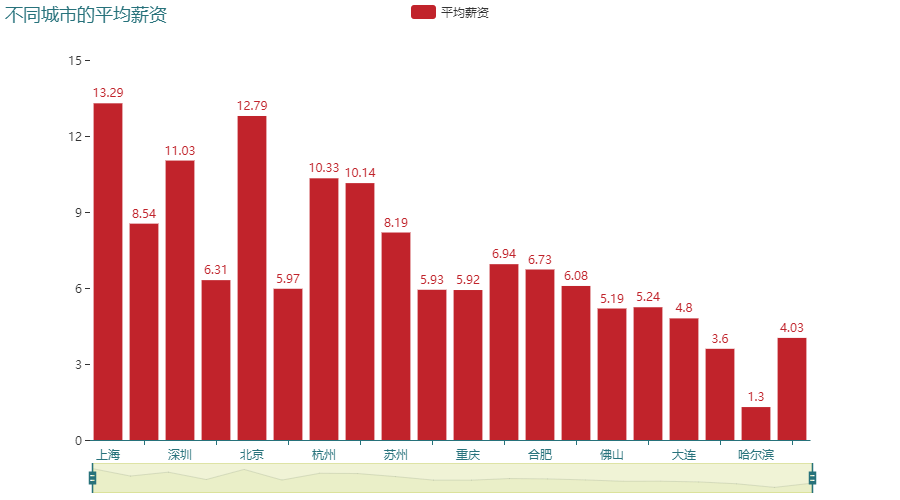 不同城市的平均薪资
平均薪资
15
12
9
6
3
0
13.29
8.54
11.03
6.31
12.79
5.97
10.33
10.14
8.19
5.93
5.92
6.94
6.73
6.08
5.19
5.24
4.8
3.6
1.3
4.03
上海
深圳
北京
杭州
苏州
重庆
合肥
佛山
大连
哈尔滨